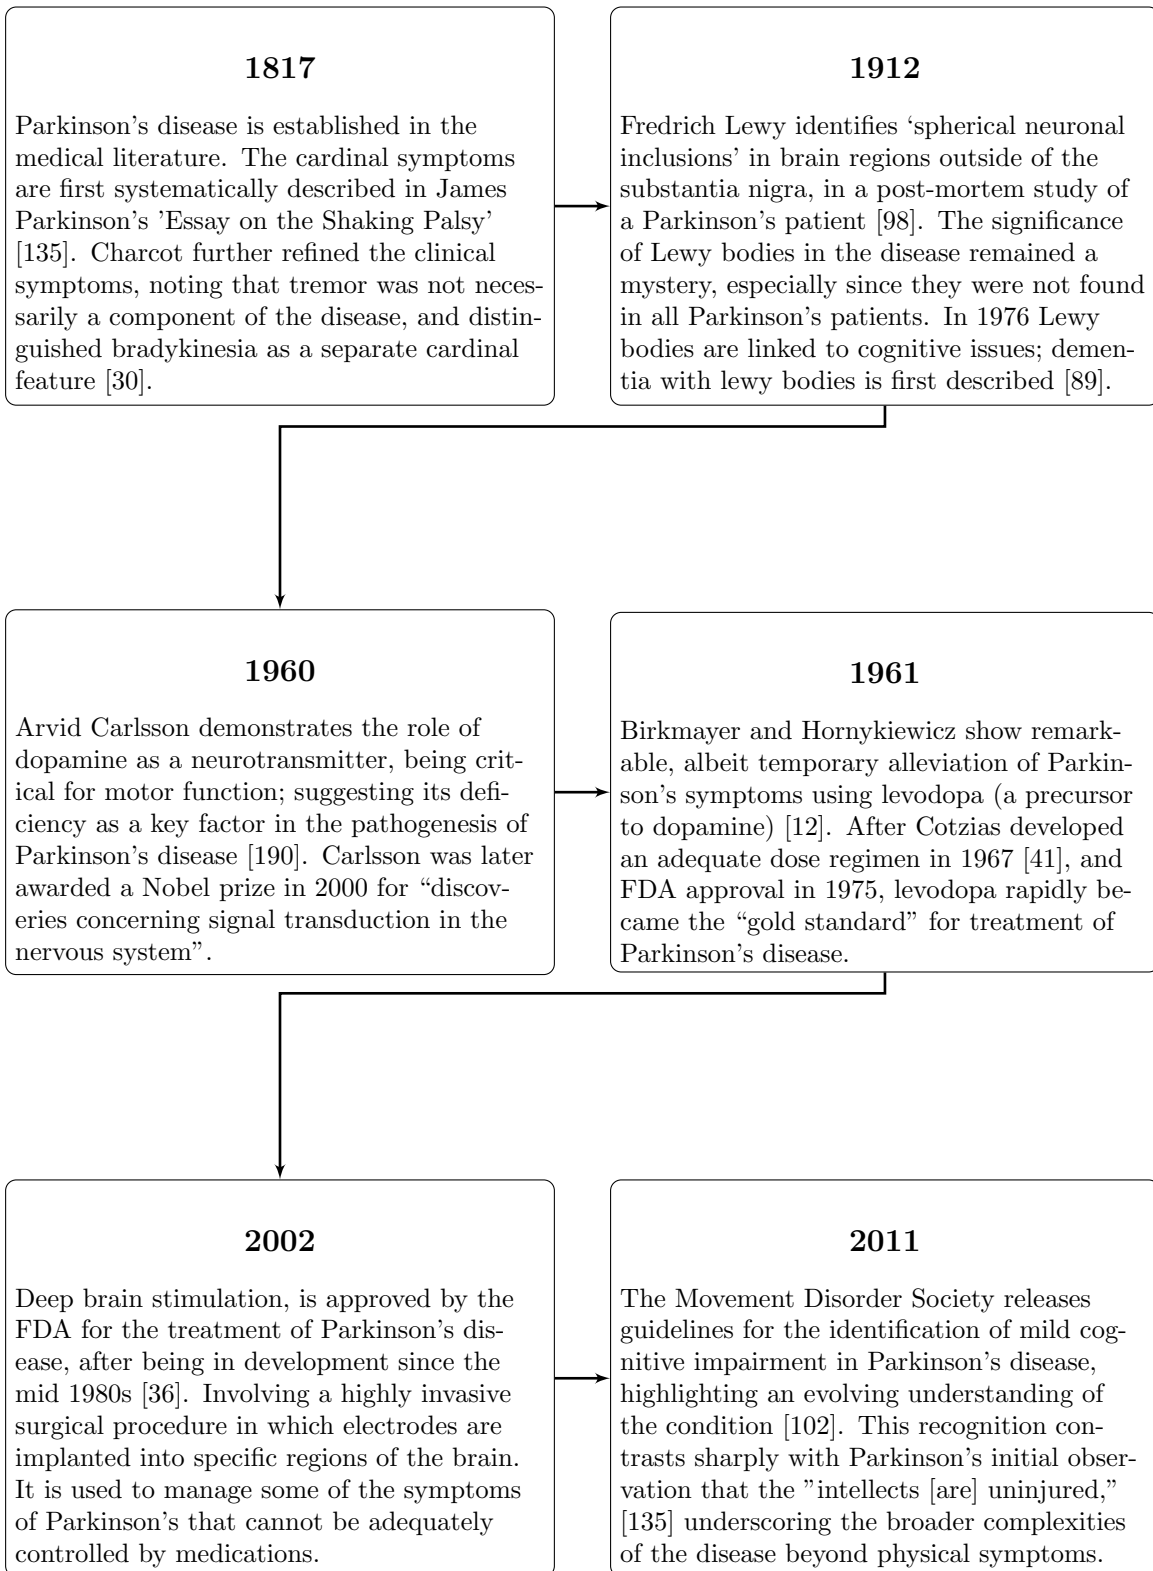 1817
Parkinson's disease is established in the
medical literature. The cardinal symptoms
are first systematically described in James
Parkinson's 'Essay on the Shaking Palsy'
[135]. Charcot further refined the clinical
symptoms, noting that tremor was not neces-
sarily a component of the disease, and distin-
guished bradykinesia as a separate cardinal
feature [30].
1912
Fredrich Lewy identifies ‘spherical neuronal
inclusions’ in brain regions outside of the
substantia nigra, in a post-mortem study of
a Parkinson's patient [98]. The significance
of Lewy bodies in the disease remained a
mystery, especially since they were not found
in all Parkinson's patients. In 1976 Lewy
bodies are linked to cognitive issues; demen-
tia with lewy bodies is first described [89].
1960
Arvid Carlsson demonstrates the role of
dopamine as a neurotransmitter, being crit-
ical for motor function; suggesting its defi-
ciency as a key factor in the pathogenesis of
Parkinson's disease [190]. Carlsson was later
awarded a Nobel prize in 2000 for “discov-
eries concerning signal transduction in the
nervous system”.
1961
Birkmayer and Hornykiewicz show remark-
able, albeit temporary alleviation of Parkin-
son's symptoms using levodopa (a precursor
to dopamine) [12]. After Cotzias developed
an adequate dose regimen in 1967 [41], and
FDA approval in 1975, levodopa rapidly be-
came the “gold standard” for treatment of
Parkinson's disease.
2002
Deep brain stimulation, is approved by the
FDA for the treatment of Parkinson's dis-
ease, after being in development since the
mid 1980s [36]. Involving a highly invasive
surgical procedure in which electrodes are
implanted into specific regions of the brain.
It is used to manage some of the symptoms
of Parkinson's that cannot be adequately
controlled by medications.
2011
The Movement Disorder Society releases
guidelines for the identification of mild cog-
nitive impairment in Parkinson's disease,
highlighting an evolving understanding of
the condition [102]. This recognition con-
trasts sharply with Parkinson's initial obser-
vation that the ”intellects [are] uninjured,”
[135] underscoring the broader complexities
of the disease beyond physical symptoms.